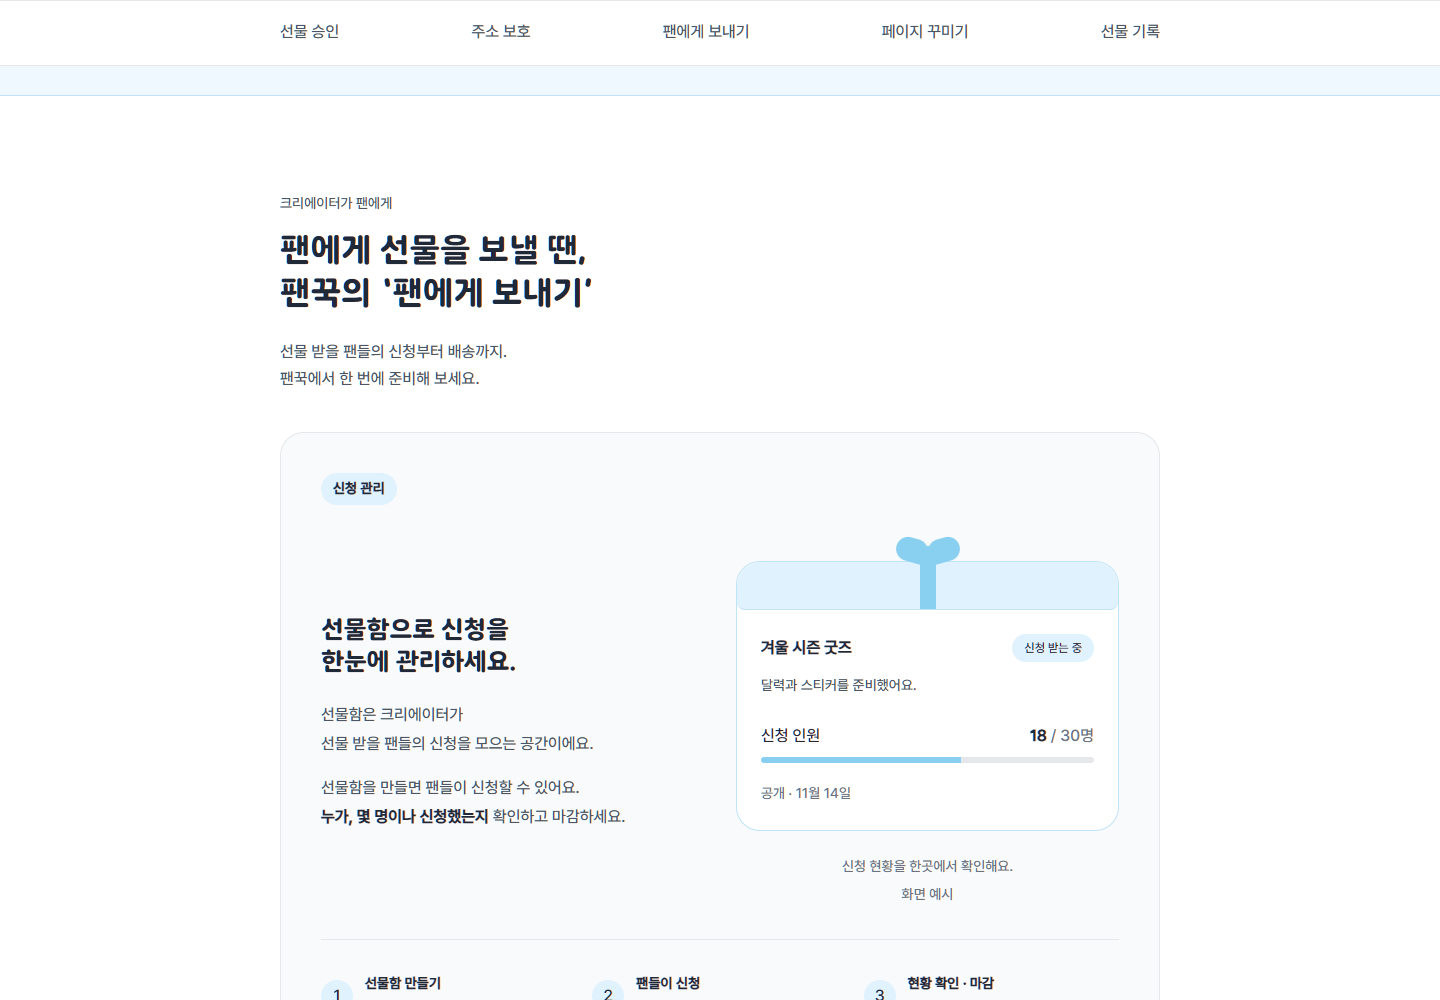 선물 승인
주소 보호
팬에게 보내기
페이지 꾸미기
선물 기록
크리에이터가 팬에게
팬에게 선물을 보낼 땐,
팬꾹의 ‘팬에게 보내기’
선물 받을 팬들의 신청부터 배송까지.
팬꾹에서 한 번에 준비해 보세요.
신청 관리
선물함으로 신청을
한눈에 관리하세요.
선물함은 크리에이터가
선물 받을 팬들의 신청을 모으는 공간이에요.
선물함을 만들면 팬들이 신청할 수 있어요.
누가, 몇 명이나 신청했는지 확인하고 마감하세요.
겨울 시즌 굿즈
신청 받는 중
달력과 스티커를 준비했어요.
신청 인원
18 / 30명
공개 · 11월 14일
신청 현황을 한곳에서 확인해요.
화면 예시
1 선물함 만들기
2 팬들이 신청
3 현황 확인 · 마감